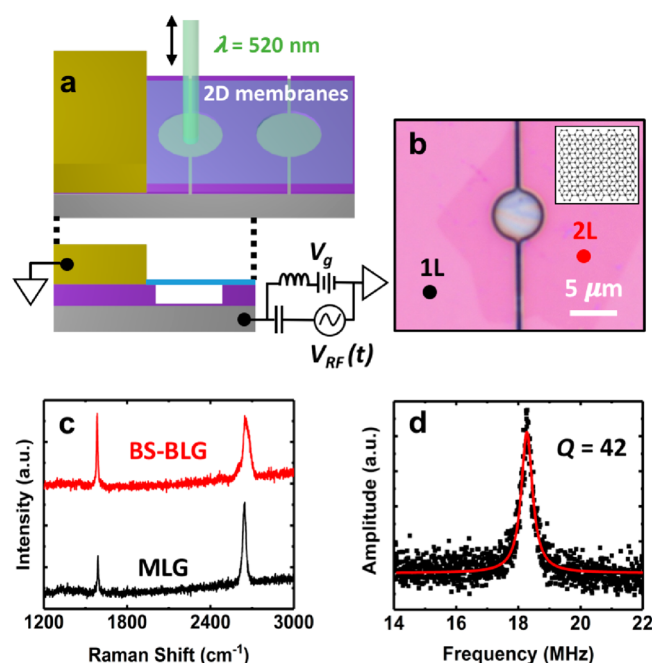 a
λ = 520 nm
2D membranes
V_g
V_RF(t)
b
1L
2L
5 μm
c
BS-BLG
MLG
Intensity (a.u.)
1200 1800 2400 3000
Raman Shift (cm⁻¹)
d
Q = 42
Amplitude (a.u.)
14 16 18 20 22
Frequency (MHz)